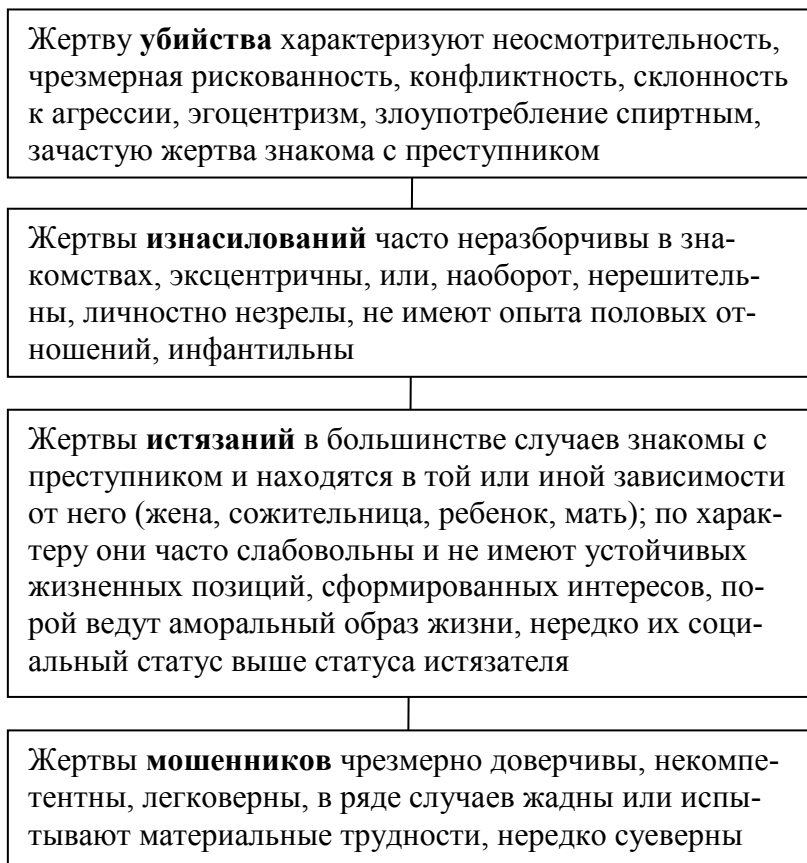 Жертву убийства характеризуют неосмотрительность,
чрезмерная рискованность, конфликтность, склонность
к агрессии, эгоцентризм, злоупотребление спиртным,
зачастую жертва знакома с преступником
Жертвы изнасилований часто неразборчивы в зна-
комствах, эксцентричны, или, наоборот, нерешитель-
ны, личностно незрелы, не имеют опыта половых от-
ношений, инфантильны
Жертвы истязаний в большинстве случаев знакомы с
преступником и находятся в той или иной зависимости
от него (жена, сожительница, ребенок, мать); по харак-
теру они часто слабовольны и не имеют устойчивых
жизненных позиций, сформированных интересов, по-
рой ведут аморальный образ жизни, нередко их соци-
альный статус выше статуса истязателя
Жертвы мошенников чрезмерно доверчивы, некомпе-
тентны, легковерны, в ряде случаев жадны или испы-
тывают материальные трудности, нередко суеверны